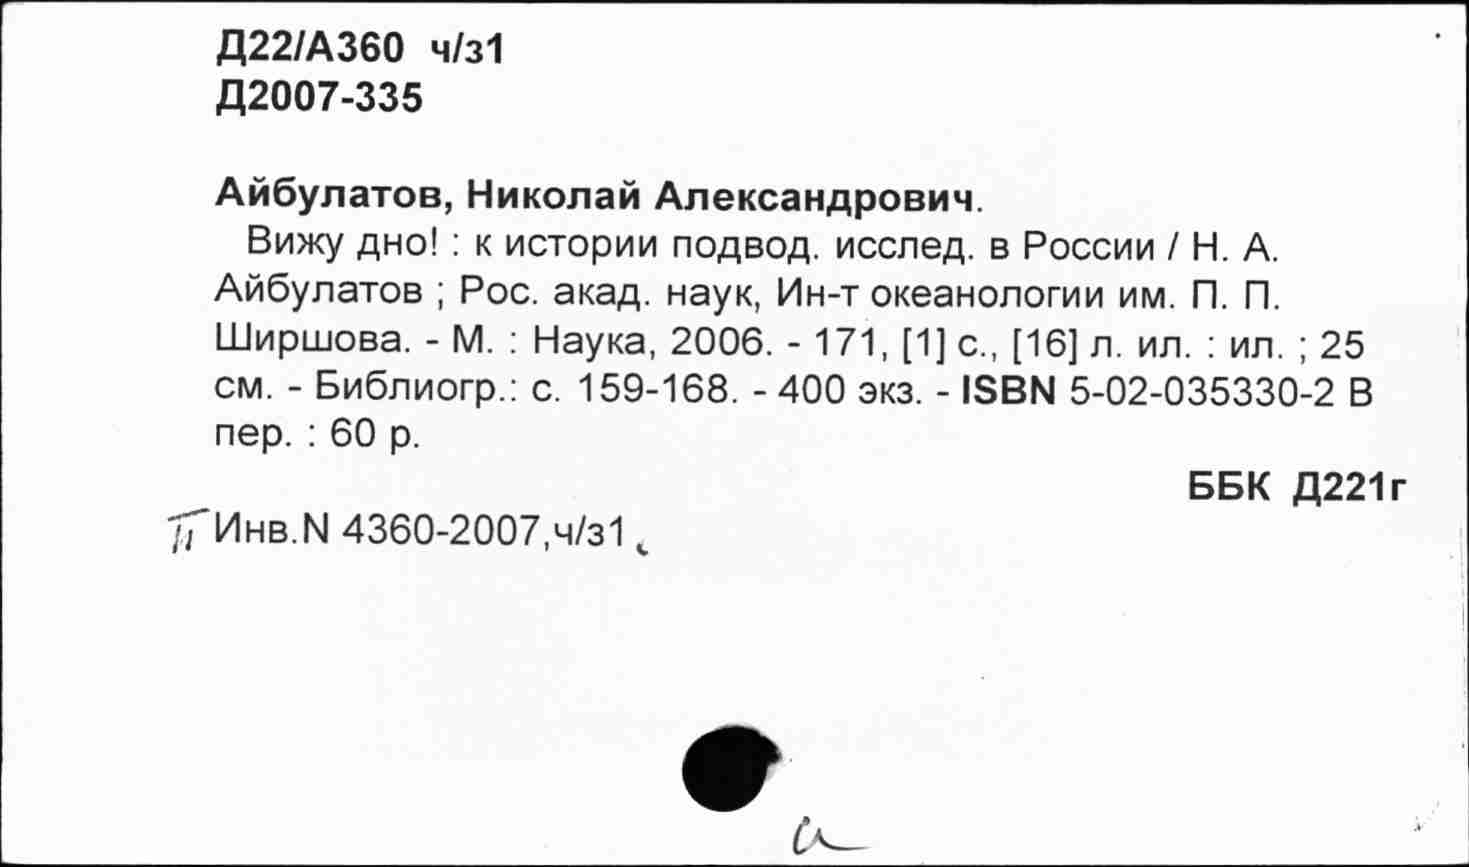 Д22/А360 ч/з1
Д2007-335
Айбулатов, Николай Александрович.
Вижу дно! : к истории подвод. исслед. в России / Н. А.
Айбулатов ; Рос. акад. наук, Ин-т океанологии им. П. П.
Ширшова. - М. : Наука, 2006. - 171, [1] с., [16] л. ил. : ил. ; 25
см. - Библиогр.: с. 159-168. - 400 экз. - ISBN 5-02-035330-2 В
пер. : 60 р.
ББК Д221г
Инв.N 4360-2007,ч/з1